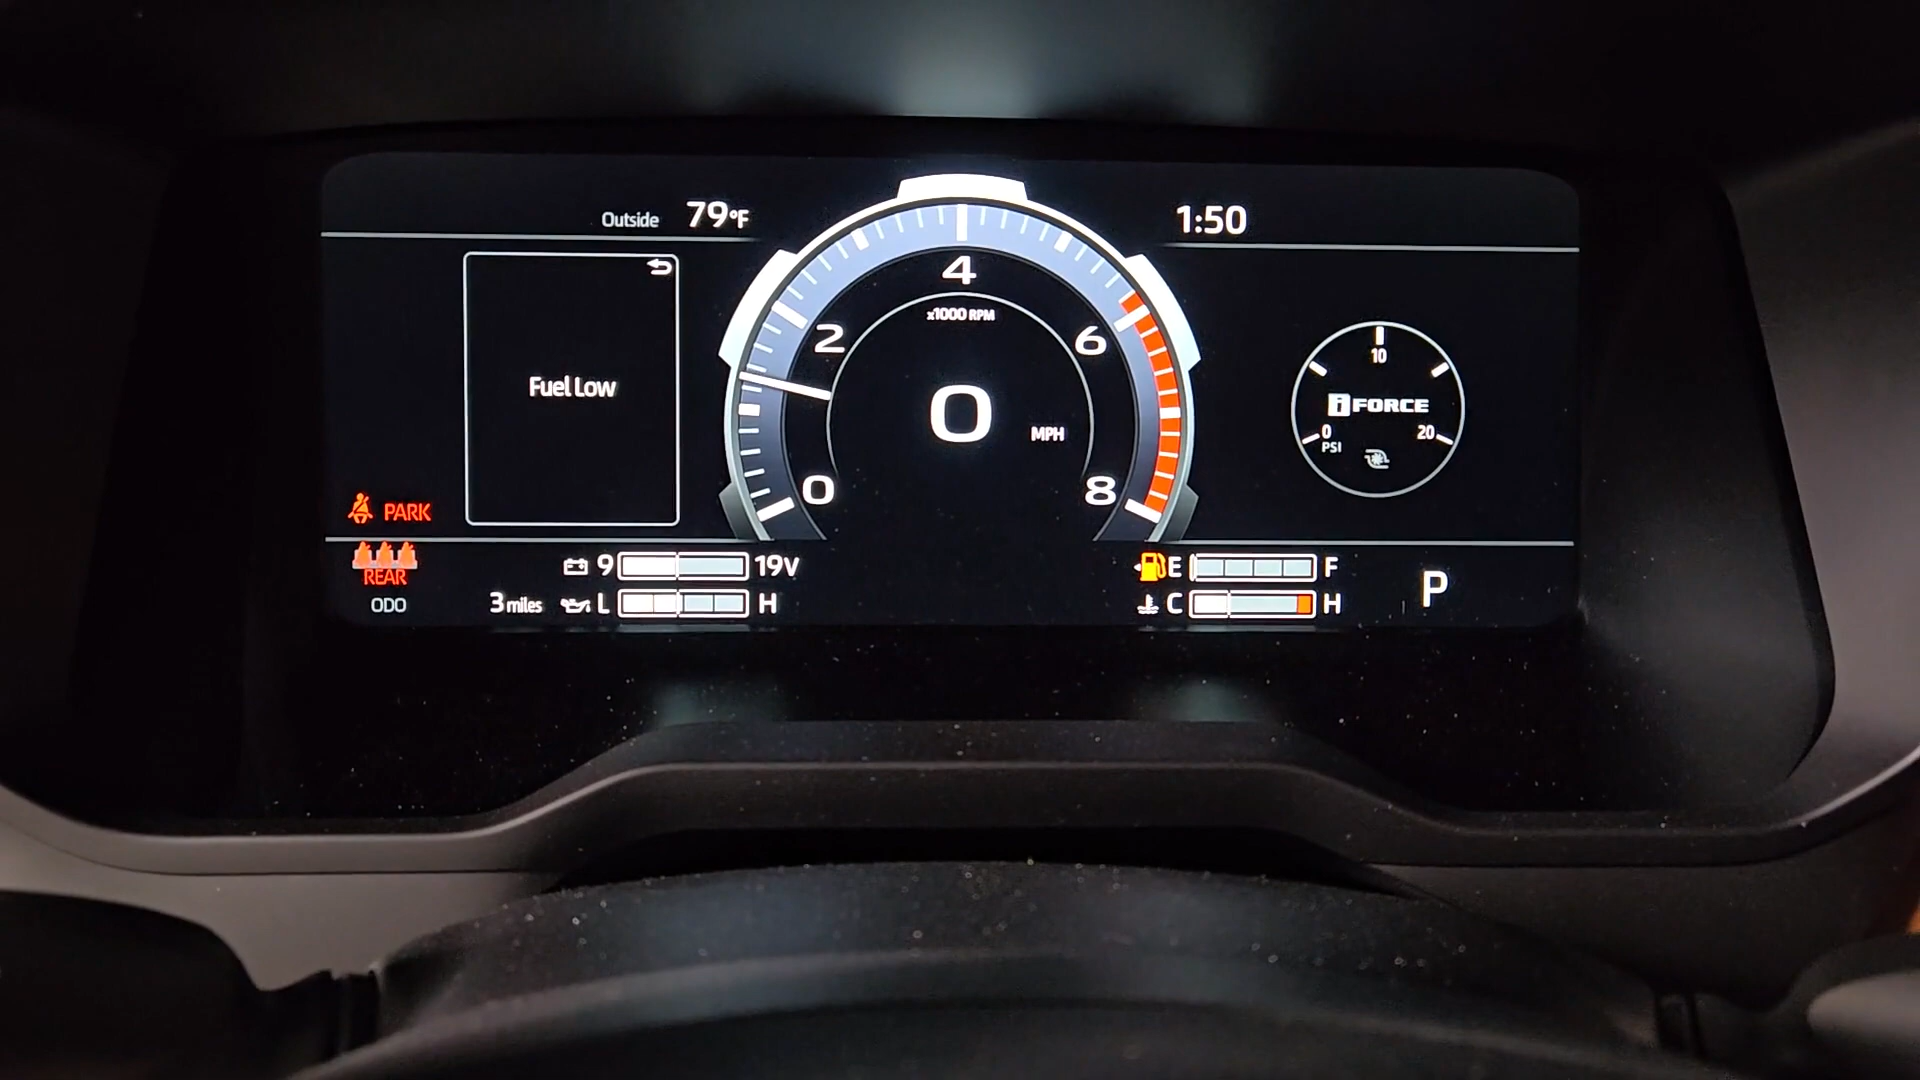 Outside 79°F
1:50
Fuel Low
4
x1000 RPM
2
6
0
MPH
0
8
10
iFORCE
0
20
PSI
PARK
REAR
ODO
3 miles
9
19V
L
H
E
F
C
H
P